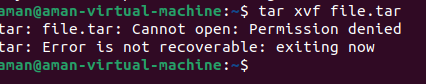 aman@aman-virtual-machine:~$ tar xvf file.tar
tar: file.tar: Cannot open: Permission denied
tar: Error is not recoverable: exiting now
aman@aman-virtual-machine:~$